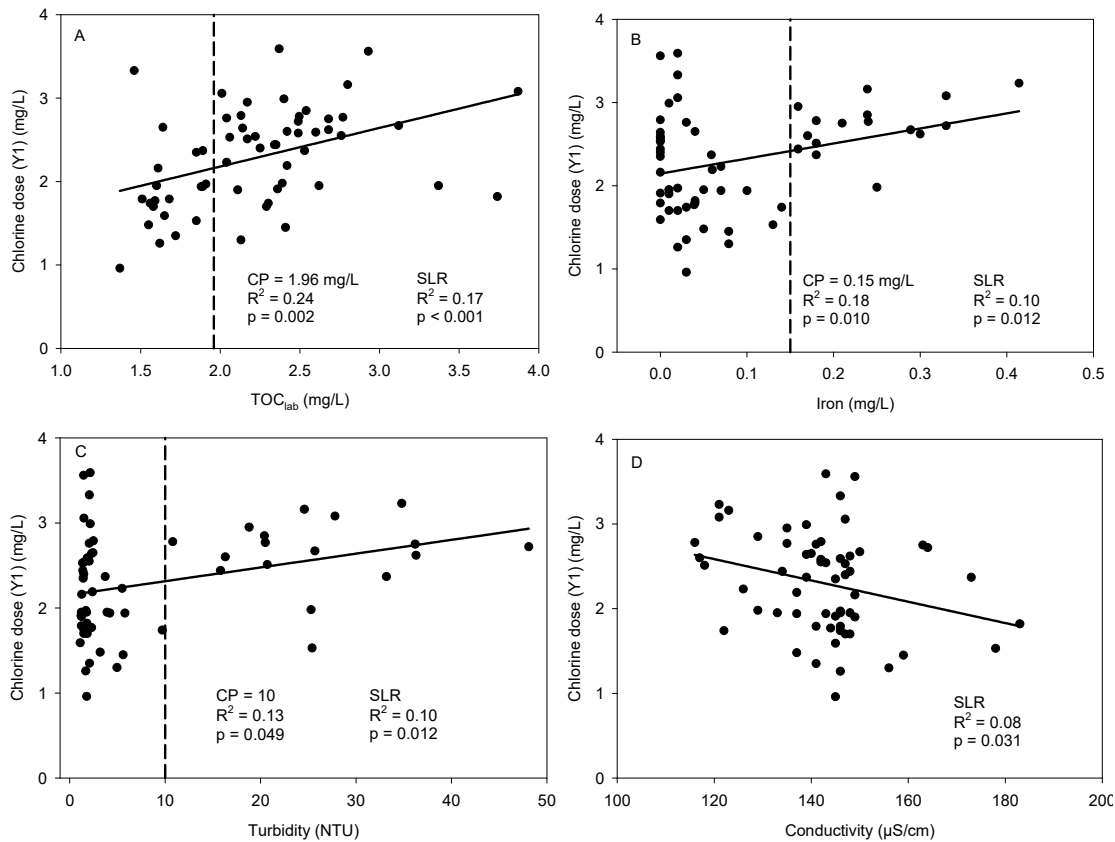 A
Chlorine dose (Y1) (mg/L)
4
3
2
1
0
CP = 1.96 mg/L
R² = 0.24
p = 0.002
SLR
R² = 0.17
p < 0.001
1.0 1.5 2.0 2.5 3.0 3.5 4.0
TOClab (mg/L)
B
Chlorine dose (Y1) (mg/L)
4
3
2
1
0
CP = 0.15 mg/L
R² = 0.18
p = 0.010
SLR
R² = 0.10
p = 0.012
0.0 0.1 0.2 0.3 0.4 0.5
Iron (mg/L)
C
Chlorine dose (Y1) (mg/L)
4
3
2
1
0
CP = 10
R² = 0.13
p = 0.049
SLR
R² = 0.10
p = 0.012
0 10 20 30 40 50
Turbidity (NTU)
D
Chlorine dose (Y1) (mg/L)
4
3
2
1
0
SLR
R² = 0.08
p = 0.031
100 120 140 160 180 200
Conductivity (µS/cm)